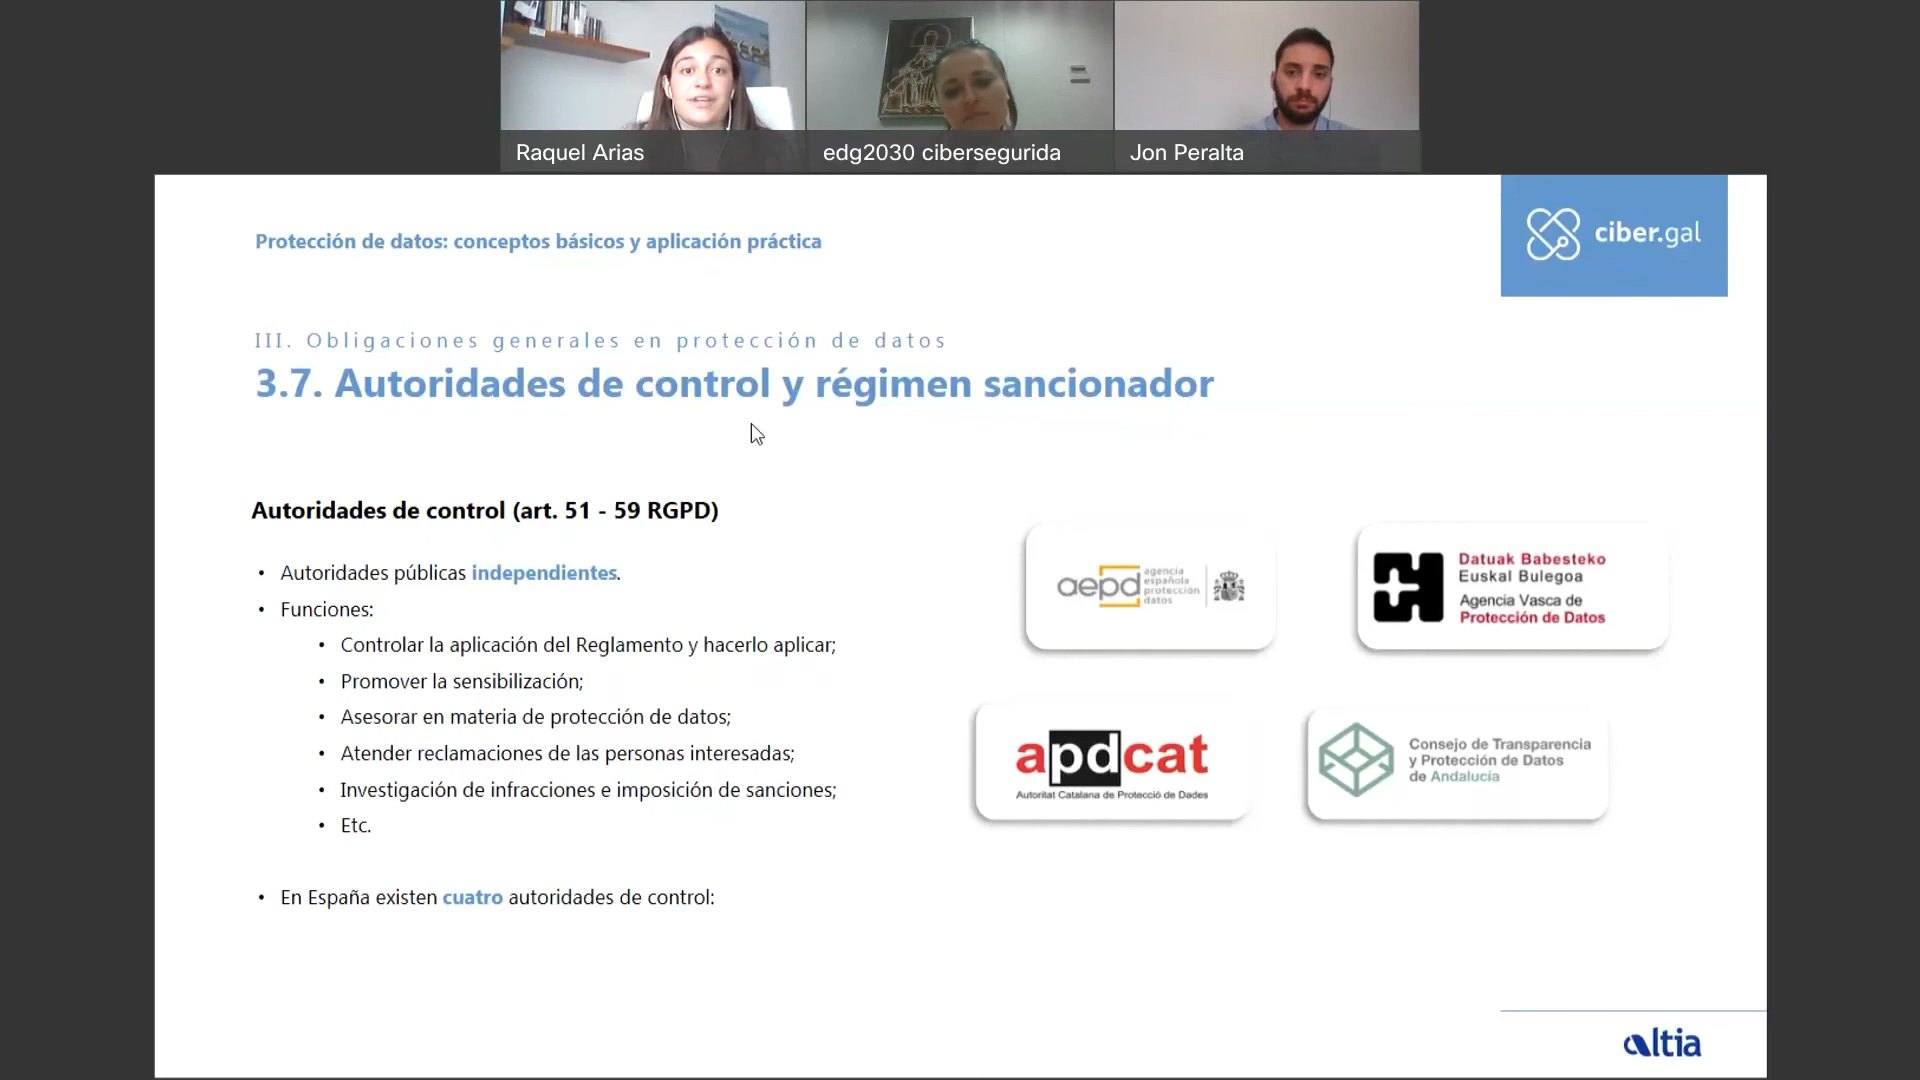 Raquel Arias
edg2030 cibersegurida
Jon Peralta
Protección de datos: conceptos básicos y aplicación práctica
ciber.gal
III. Obligaciones generales en protección de datos
3.7. Autoridades de control y régimen sancionador
Autoridades de control (art. 51 - 59 RGPD)
• Autoridades públicas independientes.
• Funciones:
• Controlar la aplicación del Reglamento y hacerlo aplicar;
• Promover la sensibilización;
• Asesorar en materia de protección de datos;
• Atender reclamaciones de las personas interesadas;
• Investigación de infracciones e imposición de sanciones;
• Etc.
• En España existen cuatro autoridades de control:
aepd
agencia
española
protección
datos
Datuak Babesteko
Euskal Bulegoa
Agencia Vasca de
Protección de Datos
apdcat
Autoritat Catalana de Protecció de Dades
Consejo de Transparencia
y Protección de Datos
de Andalucía
altia